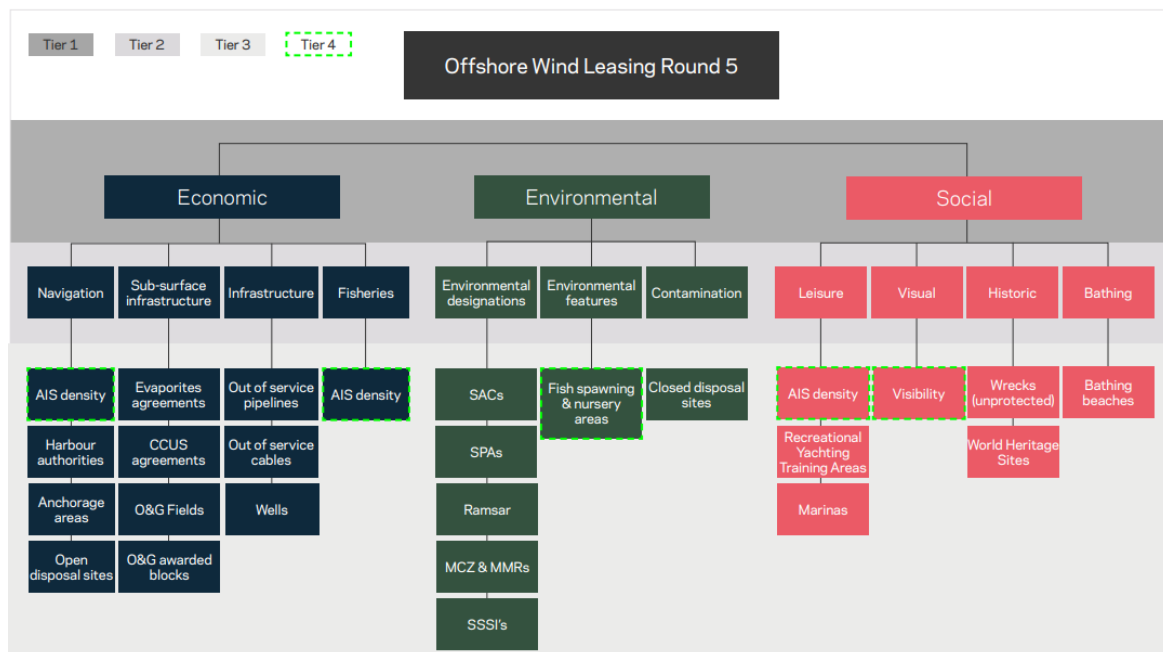 Tier 1
Tier 2
Tier 3
Tier 4
Offshore Wind Leasing Round 5
Economic
Environmental
Social
Navigation
Sub-surface
infrastructure
Infrastructure
Fisheries
Environmental
designations
Environmental
features
Contamination
Leisure
Visual
Historic
Bathing
AIS density
Harbour
authorities
Anchorage
areas
Open
disposal sites
Evaporites
agreements
CCUS
agreements
O&G Fields
O&G awarded
blocks
Out of service
pipelines
Out of service
cables
Wells
AIS density
SACs
SPAs
Ramsar
MCZ & MMRs
SSSI's
Fish spawning
& nursery
areas
Closed disposal
sites
AIS density
Recreational
Yachting
Training Areas
Marinas
Visibility
Wrecks
(unprotected)
World Heritage
Sites
Bathing
beaches